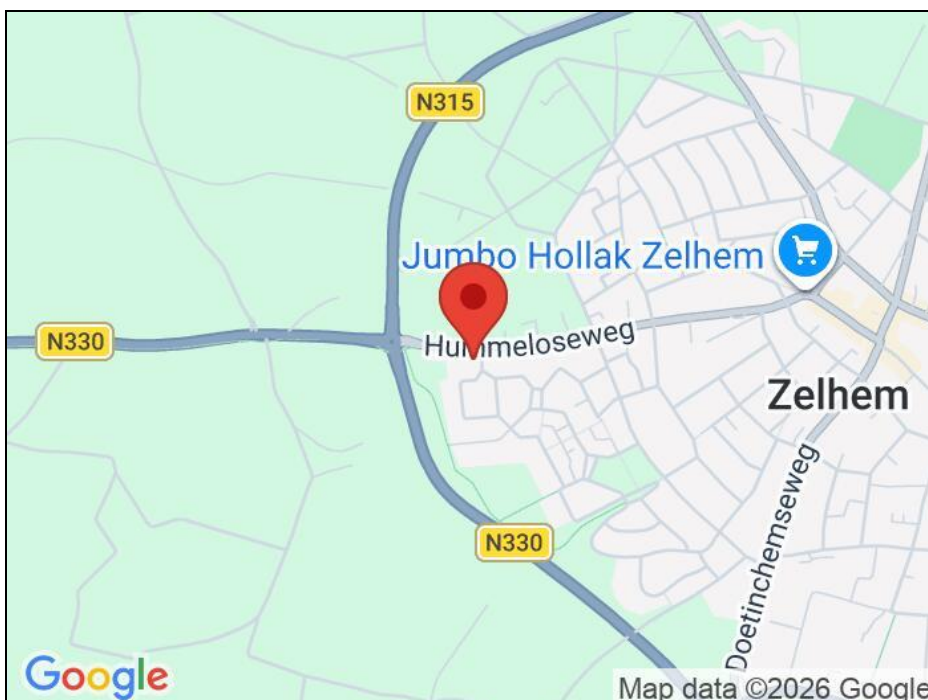 N315
Jumbo Hollak Zelhem
N330
Hummeloseweg
Zelhem
Doetinchemseweg
N330
Google
Map data ©2026 Google